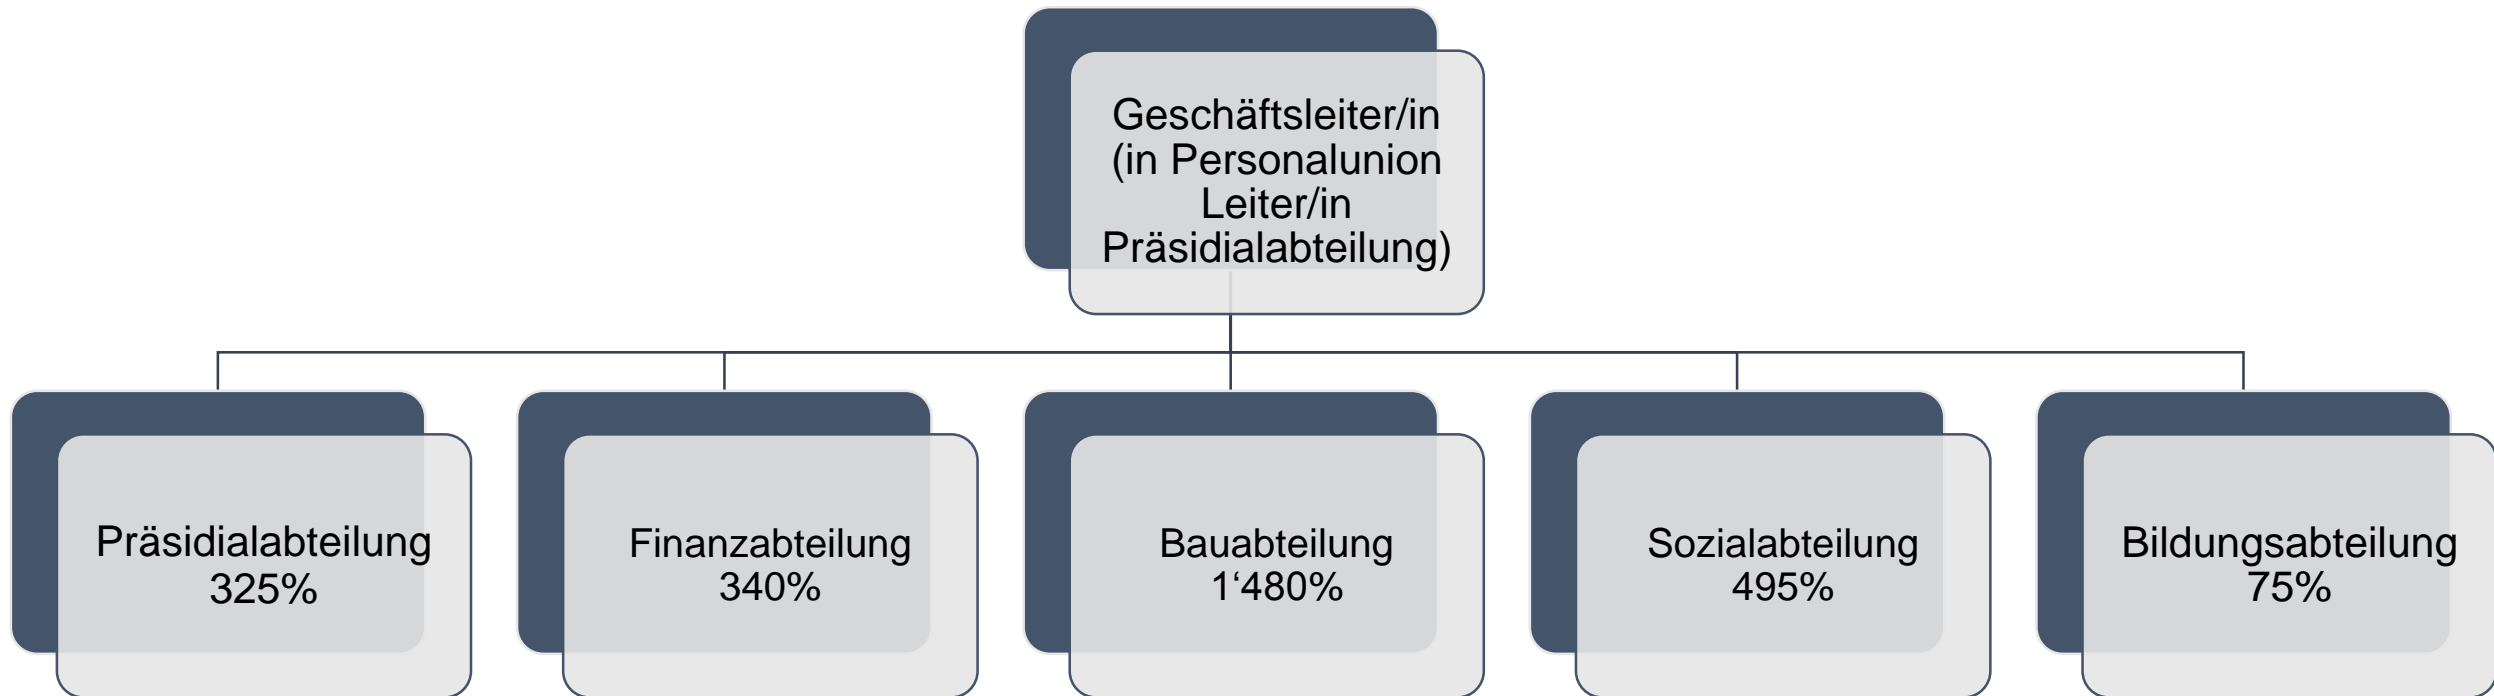 Geschäftsleiter/in
(in Personalunion
Leiter/in
Präsidialabteilung)
Präsidialabteilung
325%
Finanzabteilung
340%
Bauabteilung
1‘480%
Sozialabteilung
495%
Bildungsabteilung
75%